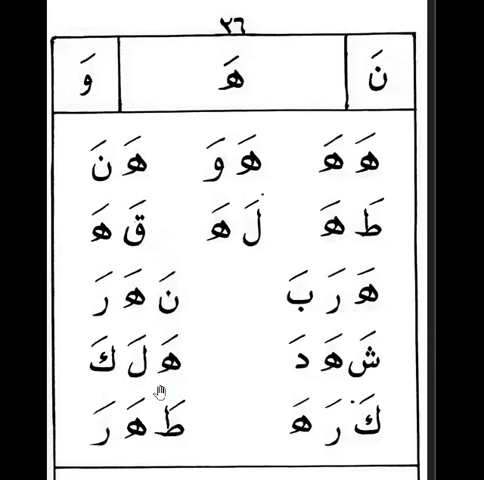 ٢٦
نَ هَ وَ
هَ هَ هَ وَ هَ نَ
طَ هَ لَ هَ قَ هَ
هَ رَ بَ نَ هَ رَ
شَ هَ دَ هَ لَ كَ
كَ رَ هَ طَ هَ رَ